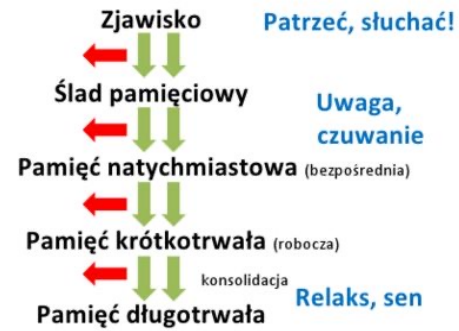 Zjawisko
Patrzeć, słuchać!
Ślad pamięciowy
Uwaga,
czuwanie
Pamięć natychmiastowa (bezpośrednia)
Pamięć krótkotrwała (robocza)
konsolidacja
Relaks, sen
Pamięć długotrwała